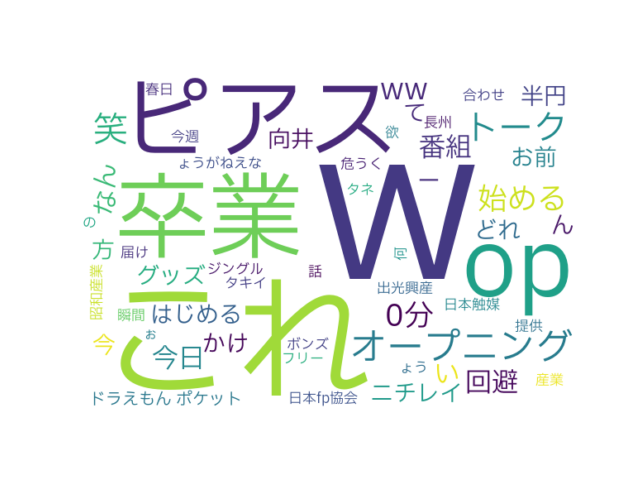 春日
ピアス
ww
合わせ
半円
笑
今週
向井
て
欲
長州
トーク
番組
お前
ょうがねえな
危うく
ー
なん
卒業
W
タネ
始める
の
どれ
ん
方
届け
op
何
グッズ
ジングル
話
タキイ
昭和産業
これ
出光興産
日本触媒
瞬間
はじめる
0分
提供
ぉ
今
今日
かけ
ボンズ
フリー
オープニング
ょう
い
回避
産業
ニチレイ
ドラえもん
ポケット
日本fp協会